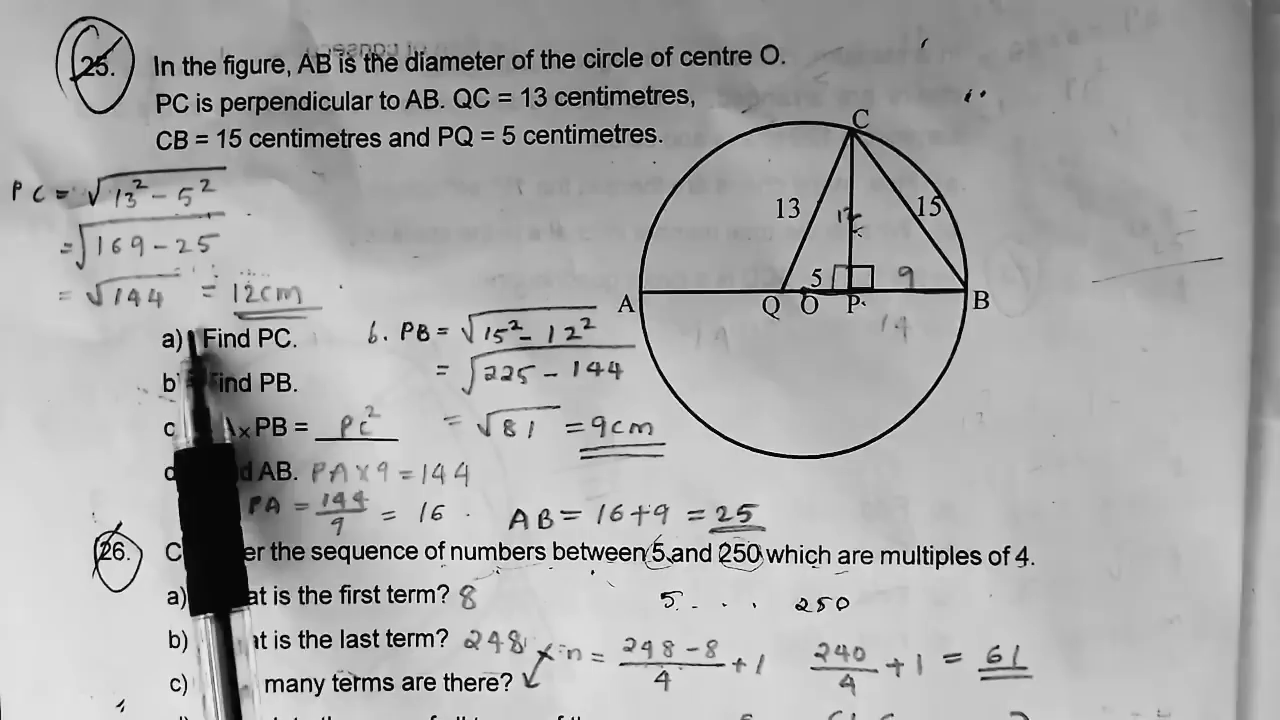 25. In the figure, AB is the diameter of the circle of centre O.
PC is perpendicular to AB. QC = 13 centimetres,
CB = 15 centimetres and PQ = 5 centimetres.
C
13
12
15
5
9
A
Q O P
B
14
PC = √13² - 5²
= √169 - 25
= √144 = 12cm
a) Find PC.
b) Find PB.
c PB = PC²
AB. PA x 9 = 144
PA = 144/9 = 16
6. PB = √15² - 12²
= √225 - 144
= √81 = 9cm
AB = 16+9 = 25
26. er the sequence of numbers between 5 and 250 which are multiples of 4.
a) at is the first term? 8
5 . . . 250
b) at is the last term? 248
c) many terms are there?
n = 248 - 8/4 + 1 240/4 + 1 = 61